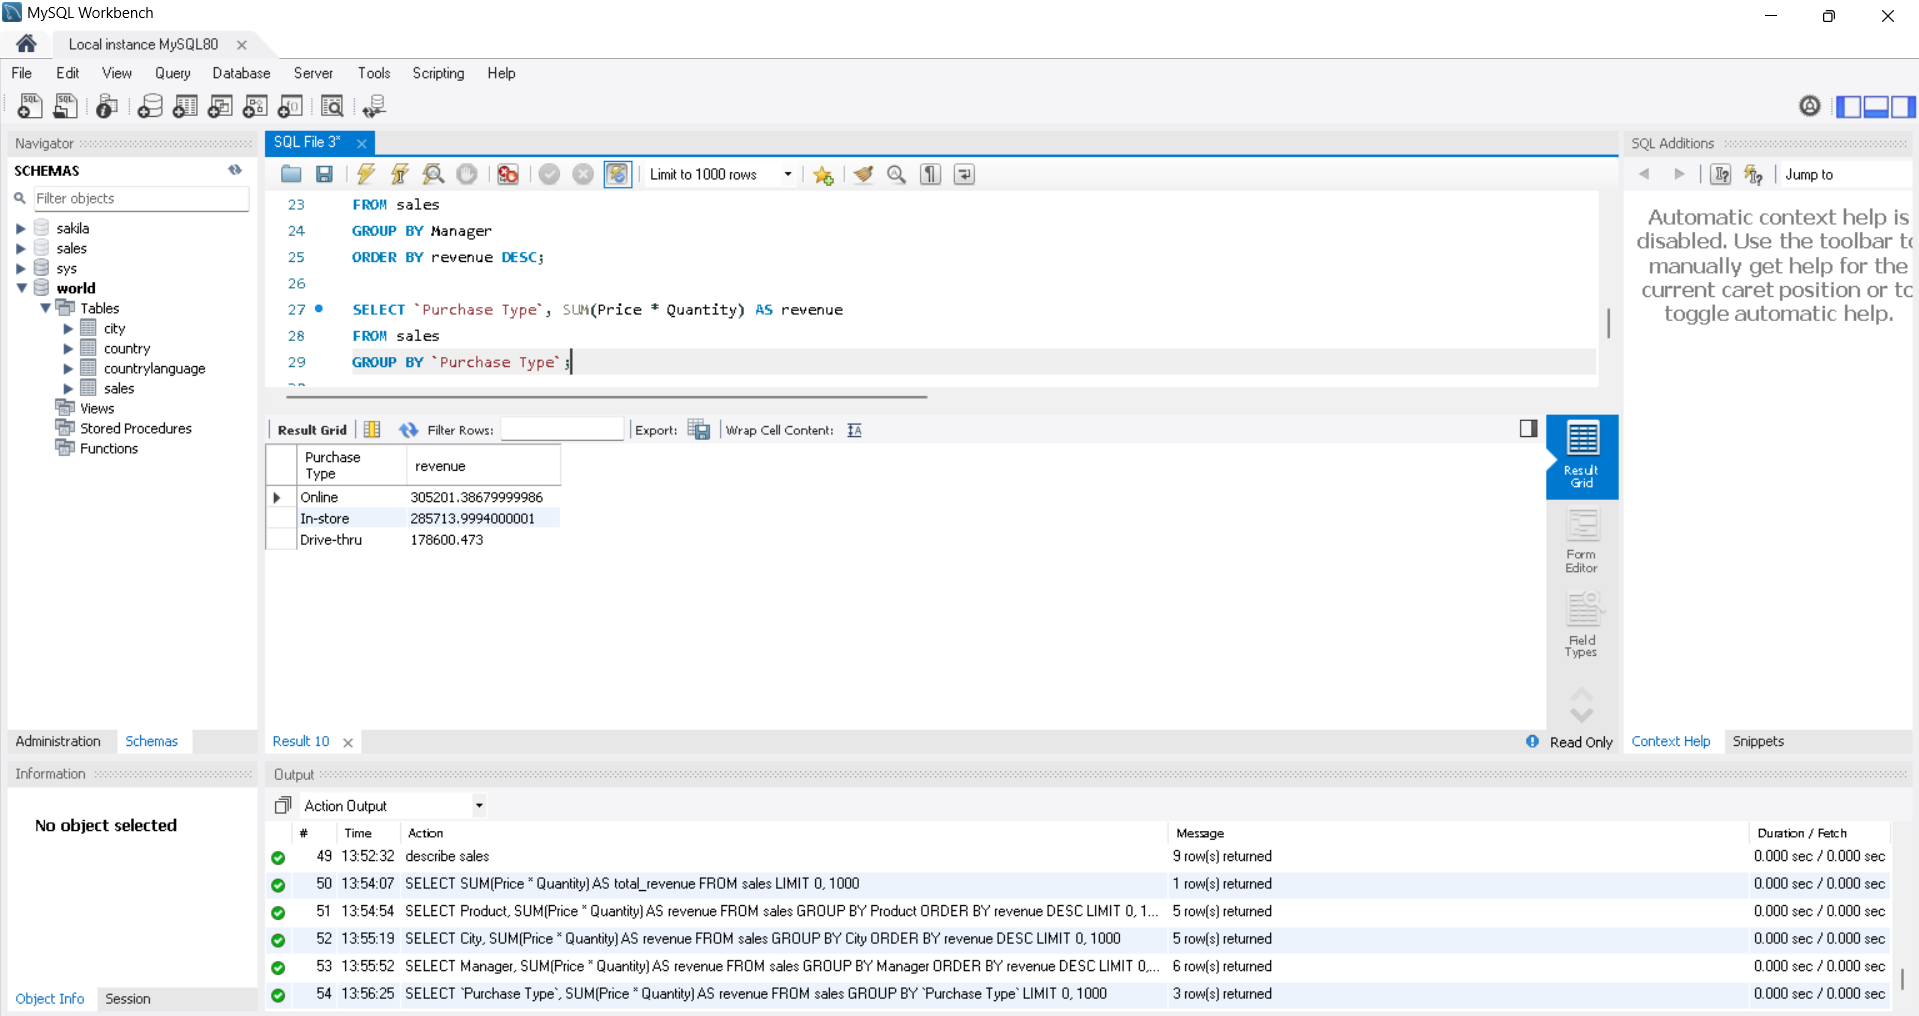 MySQL Workbench
Local instance MySQL80
File Edit View Query Database Server Tools Scripting Help
Navigator
SCHEMAS
Filter objects
sakila
sales
sys
world
Tables
city
country
countrylanguage
sales
Views
Stored Procedures
Functions
Administration Schemas
Information
No object selected
Object Info Session
SQL File 3*
Limit to 1000 rows
23 FROM sales
24 GROUP BY Manager
25 ORDER BY revenue DESC;
26
27 SELECT `Purchase Type`, SUM(Price * Quantity) AS revenue
28 FROM sales
29 GROUP BY `Purchase Type`;
Result Grid Filter Rows: Export: Wrap Cell Content:
Purchase
Type revenue
Online 305201.38679999986
In-store 285713.9994000001
Drive-thru 178600.473
Result
Grid
Form
Editor
Field
Types
Result 10
Read Only
SQL Additions
Jump to
Automatic context help is
disabled. Use the toolbar to
manually get help for the
current caret position or to
toggle automatic help.
Context Help Snippets
Output
Action Output
# Time Action Message Duration / Fetch
49 13:52:32 describe sales 9 row(s) returned 0.000 sec / 0.000 sec
50 13:54:07 SELECT SUM(Price * Quantity) AS total_revenue FROM sales LIMIT 0, 1000 1 row(s) returned 0.000 sec / 0.000 sec
51 13:54:54 SELECT Product, SUM(Price * Quantity) AS revenue FROM sales GROUP BY Product ORDER BY revenue DESC LIMIT 0, 1... 5 row(s) returned 0.000 sec / 0.000 sec
52 13:55:19 SELECT City, SUM(Price * Quantity) AS revenue FROM sales GROUP BY City ORDER BY revenue DESC LIMIT 0, 1000 5 row(s) returned 0.000 sec / 0.000 sec
53 13:55:52 SELECT Manager, SUM(Price * Quantity) AS revenue FROM sales GROUP BY Manager ORDER BY revenue DESC LIMIT 0,... 6 row(s) returned 0.000 sec / 0.000 sec
54 13:56:25 SELECT `Purchase Type`, SUM(Price * Quantity) AS revenue FROM sales GROUP BY `Purchase Type` LIMIT 0, 1000 3 row(s) returned 0.000 sec / 0.000 sec